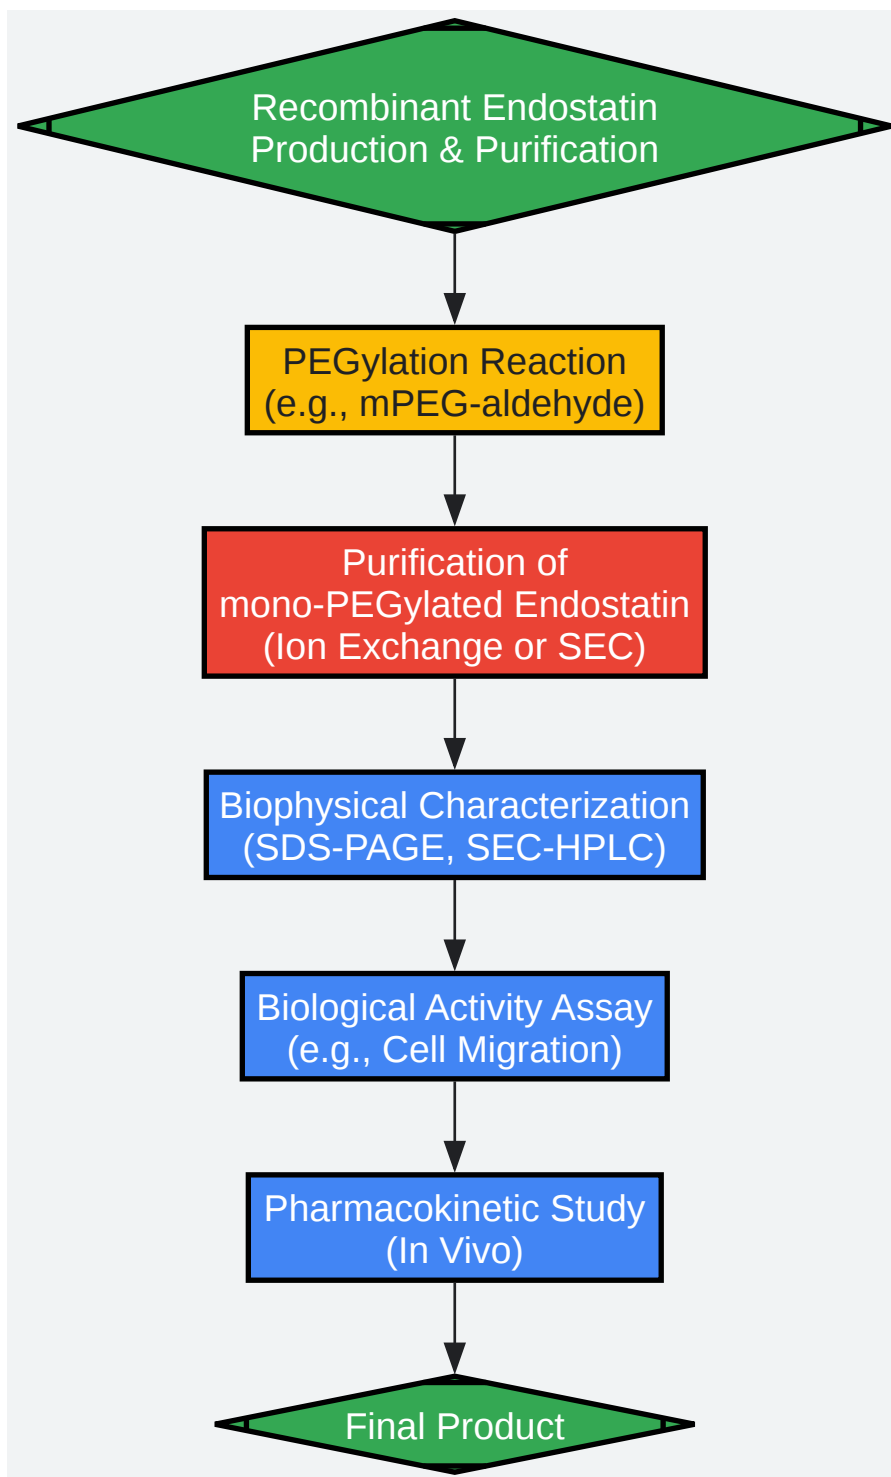 Recombinant Endostatin
Production & Purification
PEGylation Reaction
(e.g., mPEG-aldehyde)
Purification of
mono-PEGylated Endostatin
(Ion Exchange or SEC)
Biophysical Characterization
(SDS-PAGE, SEC-HPLC)
Biological Activity Assay
(e.g., Cell Migration)
Pharmacokinetic Study
(In Vivo)
Final Product